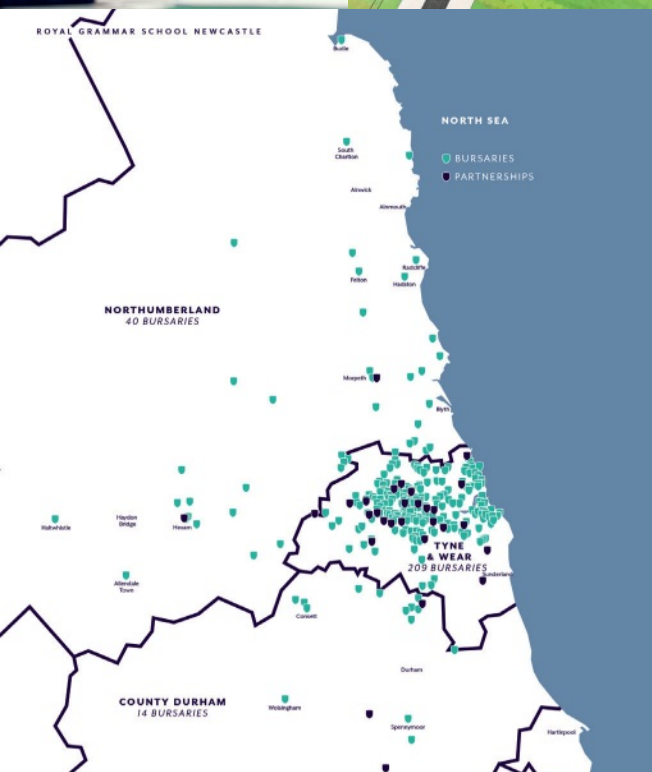 ROYAL GRAMMAR SCHOOL NEWCASTLE
Budle
NORTH SEA
South
Charlton
BURSARIES
PARTNERSHIPS
Alnwick
Alnmouth
Radcliffe
Felton
Hadston
NORTHUMBERLAND
40 BURSARIES
Morpeth
Blyth
Haltwhistle
Haydon
Bridge
Hexam
TYNE
& WEAR
209 BURSARIES
Sunderland
Allendale
Town
Consett
Durham
COUNTY DURHAM
14 BURSARIES
Wolsingham
Spennymoor
Hartlepool